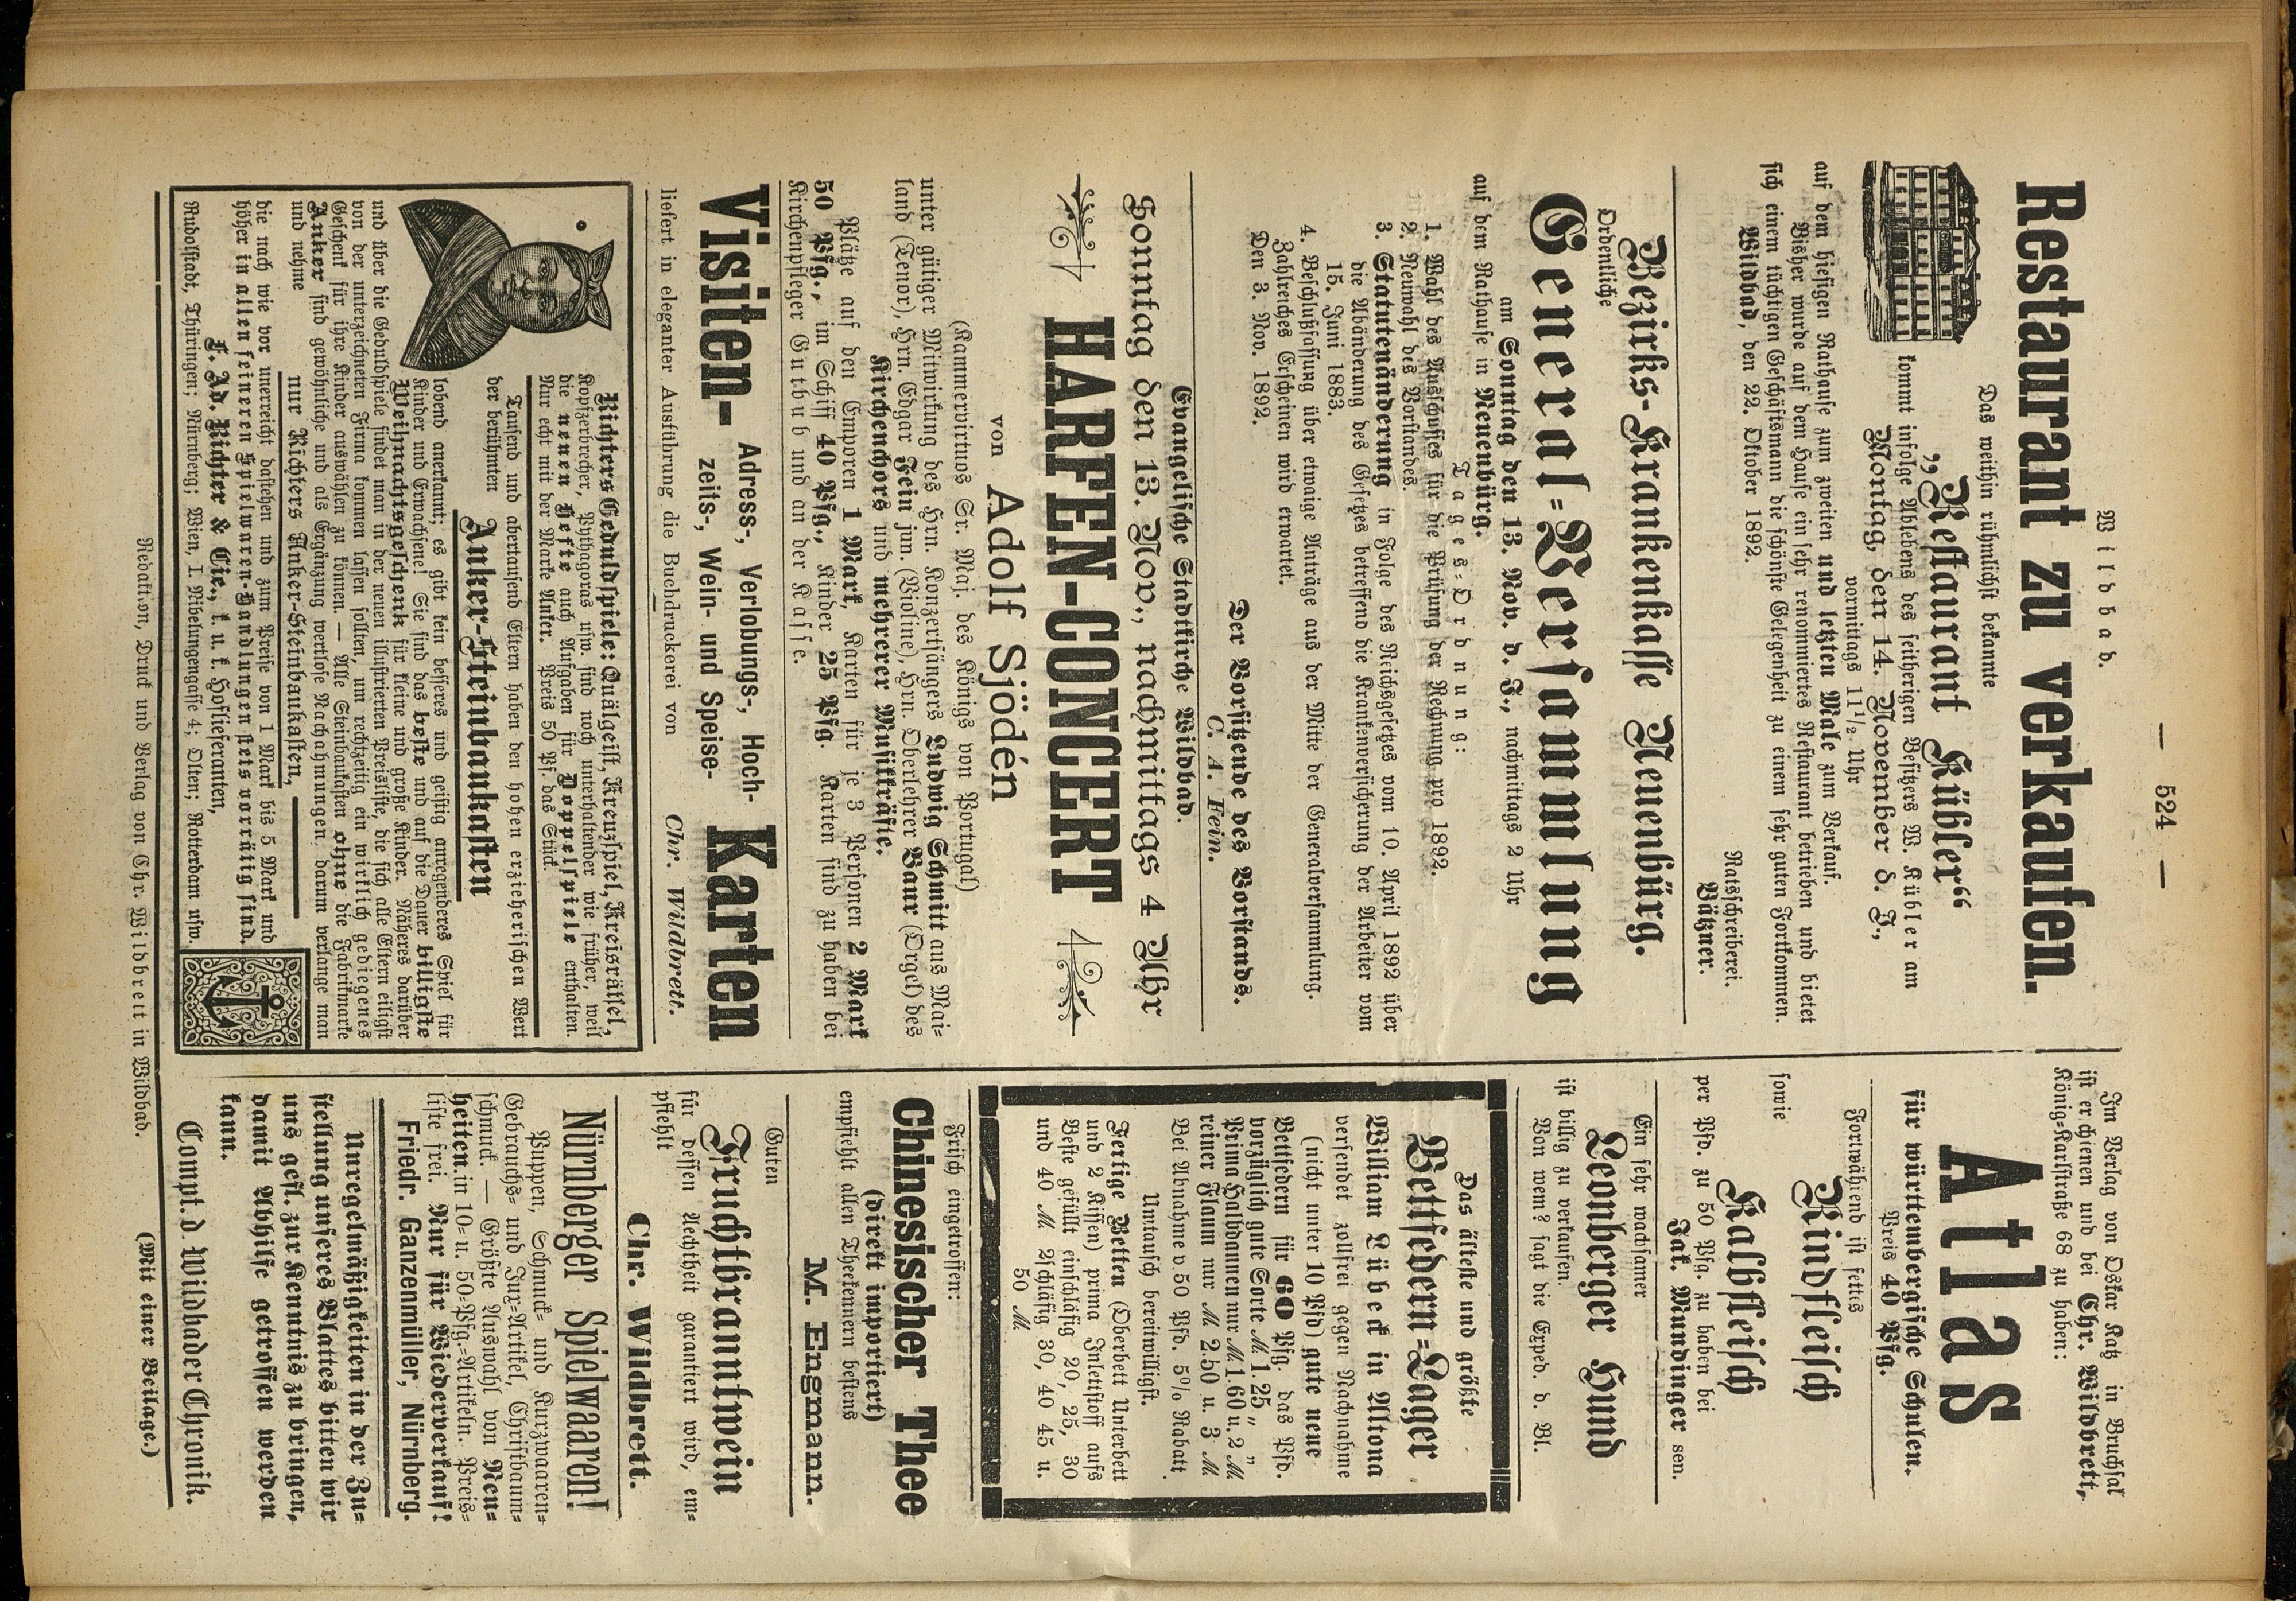 — 524 —
Wildbad.
Restaurant zu verkaufen.
Das weithin rühmlichst bekannte
„Restaurant Kübler“
kommt infolge Ablebens des seitherigen Besitzers W. Kübler am
Montag, den 14. November d. J.,
vormittags 11½ Uhr
auf dem hiesigen Rathause zum zweiten und letzten Male zum Verkauf.
Bisher wurde auf dem Hause ein sehr renommiertes Restaurant betrieben und bietet
sich einem tüchtigen Geschäftsmann die schönste Gelegenheit zu einem sehr guten Fortkommen.
Wildbad, den 22. Oktober 1892.
Ratsschreiberei.
Bätzner.
Bezirks-Krankenkasse Neuenbürg.
Ordentliche
General-Versammlung
am Sonntag den 13. Nov. d. J., nachmittags 2 Uhr
auf dem Rathause in Neuenbürg.
Tages-Ordnung:
1. Wahl des Ausschusses für die Prüfung der Rechnung pro 1892.
2. Neuwahl des Vorstandes.
3. Statutenänderung in Folge des Reichsgesetzes vom 10. April 1892 über
die Abänderung des Gesetzes betreffend die Krankenversicherung der Arbeiter vom
15. Juni 1883.
4. Beschlußfassung über etwaige Anträge aus der Mitte der Generalversammlung.
Zahlreiches Erscheinen wird erwartet.
Den 3. Nov. 1892.
Der Vorsitzende des Vorstands.
C. A. Fein.
Evangelische Stadtkirche Wildbad.
Sonntag den 13. Nov., nachmittags 4 Uhr
HARFEN-CONCERT
von Adolf Sjödén
(Kammervirtuos Sr. Maj. des Königs von Portugal)
unter gütiger Mitwirkung des Hrn. Konzertsängers Ludwig Schmitt aus Mai-
land (Tenor), Hrn. Edgar Fein jun. (Violine), Hrn. Oberlehrer Baur (Orgel) des
Kirchenchors und mehrerer Musikkräfte.
Plätze auf den Emporen 1 Mark, Karten für je 3 Personen 2 Mark
50 Pfg., im Schiff 40 Pfg., Kinder 25 Pfg. Karten sind zu haben bei
Kirchenpfleger Gutbub und an der Kasse.
Visiten- Adress-, Verlobungs-, Hoch-
zeits-, Wein- und Speise- Karten
liefert in eleganter Ausführung die Buchdruckerei von Chr. Wildbrett.
Richters Geduldspiele: Quälgeist, Kreuzspiel, Kreisrätsel,
Kopfzerbrecher, Pythagoras usw. sind noch unterhaltender wie früher, weil
die neuen Hefte auch Aufgaben für Doppelspiele enthalten.
Nur echt mit der Marke Anker. Preis 50 Pf. das Stück.
Tausend und abertausend Eltern haben den hohen erzieherischen Wert
der berühmten Anker-Steinbaukasten
lobend anerkannt; es gibt kein besseres und geistig anregenderes Spiel für
Kinder und Erwachsene! Sie sind das beste und auf die Dauer billigste
Weihnachtsgeschenk für kleine und große Kinder. Näheres darüber
und über die Geduldspiele findet man in der neuen illustrierten Preisliste, die sich alle Eltern eiligst
von der unterzeichneten Firma kommen lassen sollten, um rechtzeitig ein wirklich gediegenes
Geschenk für ihre Kinder auswählen zu können. — Alle Steinbaukasten ohne die Fabrikmarke
Anker sind gewöhnliche und als Ergänzung wertlose Nachahmungen, darum verlange man
und nehme nur Richters Anker-Steinbaukasten,
die nach wie vor unerreicht dastehen und zum Preise von 1 Mark bis 5 Mark und
höher in allen feineren Spielwaren-Handlungen stets vorrätig sind.
F. Ad. Richter & Cie., k. u. k. Hoflieferanten,
Rudolstadt, Thüringen; Nürnberg; Wien, I. Nibelungengasse 4; Olten; Rotterdam usw.
Im Verlag von Oskar Katz in Bruchsal
ist erchienen und bei Chr. Wildbrett,
König-Karlstraße 68 zu haben:
Atlas
für württembergische Schulen.
Preis 40 Pfg.
Fortwährend ist fettes
Rindfleisch
sowie
Kalbfleisch
per Pfd. zu 50 Pfg. zu haben bei
Jak. Mundinger sen.
Ein sehr wachsamer
Leonberger Hund
ist billig zu verkaufen.
Von wem? sagt die Exped. d. Bl.
Das älteste und größte
Bettfedern-Lager
William Lübeck in Altona
versendet zollfrei gegen Nachnahme
(nicht unter 10 Pfd) gute neue
Bettfedern für 60 Pfg. das Pfd.
vorzüglich gute Sorte M. 1.25 „ „
Prima Halbdaunen nur M. 1.60 u. 2 M
reiner Flaum nur M 2.50 u. 3 M
Bei Abnahme v. 50 Pfd. 5% Rabatt.
Umtausch bereitwilligst.
Fertige Betten (Oberbett Unterbett
und 2 Kissen) prima Inlettstoff aufs
Beste gefüllt einschläfig 20, 25, 30
und 40 M 2schläfig 30, 40 45 u.
50 M.
Frisch eingetroffen:
Chinesischer Thee
(direkt importiert)
empfiehlt allen Theekennern bestens
M. Engmann.
Guten
Fruchtbranntwein
für dessen Aechtheit garantiert wird, em-
pfiehlt
Chr. Wildbrett.
Nürnberger Spielwaaren!
Puppen, Schmuck- und Kurzwaaren-
Gebrauchs- und Jux-Artikel, Christbaum-
schmuck. — Größte Auswahl von Neu-
heiten in 10- u. 50-Pfg.-Artikeln. Preis-
liste frei. Nur für Wiederverkauf!
Friedr. Ganzenmüller, Nürnberg.
Unregelmäßigkeiten in der Zu-
stellung unseres Blattes bitten wir
uns gefl. zur Kenntnis zu bringen,
damit Abhilfe getroffen werden
kann.
Compt. d. Wildbader Chronik.
Redaktion, Druck und Verlag von Chr. Wildbrett in Wildbad. (Mit einer Beilage.)